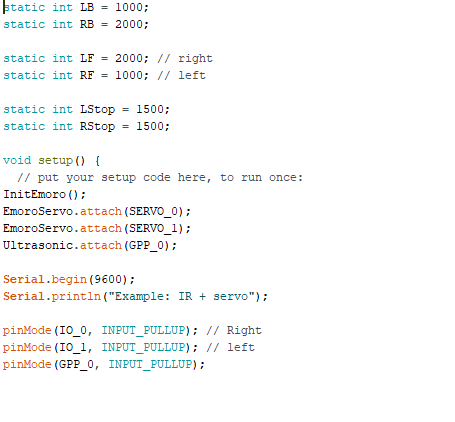 static int LB = 1000;
static int RB = 2000;
static int LF = 2000; // right
static int RF = 1000; // left
static int LStop = 1500;
static int RStop = 1500;
void setup() {
// put your setup code here, to run once:
InitEmoro();
EmoroServo.attach(SERVO_0);
EmoroServo.attach(SERVO_1);
Ultrasonic.attach(GPP_0);
Serial.begin(9600);
Serial.println("Example: IR + servo");
pinMode(IO_0, INPUT_PULLUP); // Right
pinMode(IO_1, INPUT_PULLUP); // left
pinMode(GPP_0, INPUT_PULLUP);